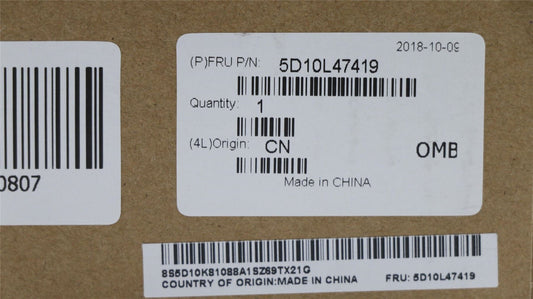 2018-10-09
(P)FRU P/N: 5D10L47419
Quantity: 1
(4L)Origin: CN
OMB
Made in CHINA
0807
8S5D10K81088A1SZ69TX21G
COUNTRY OF ORIGIN:MADE IN CHINA FRU: 5D10L47419